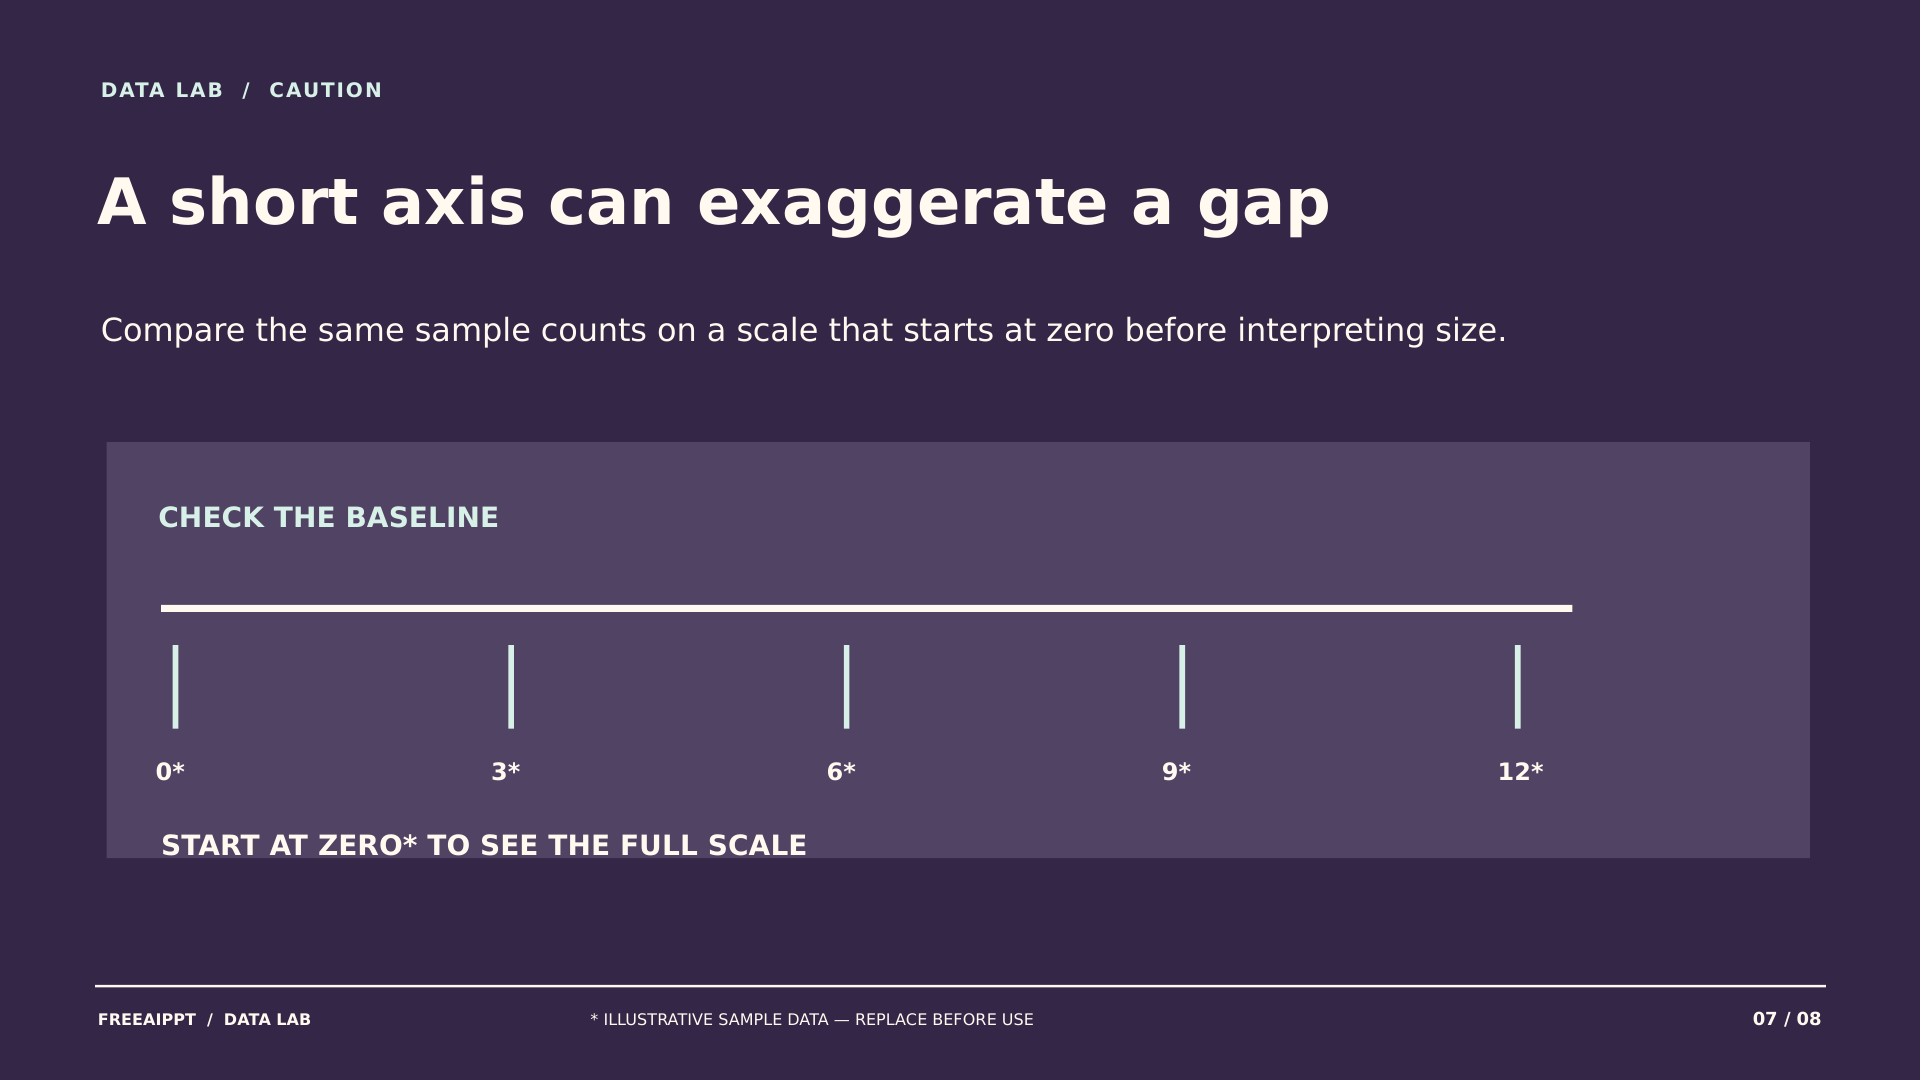 DATA LAB / CAUTION
A short axis can exaggerate a gap
Compare the same sample counts on a scale that starts at zero before interpreting size.
CHECK THE BASELINE
0* 3* 6* 9* 12*
START AT ZERO* TO SEE THE FULL SCALE
FREEAIPPT / DATA LAB * ILLUSTRATIVE SAMPLE DATA — REPLACE BEFORE USE 07 / 08